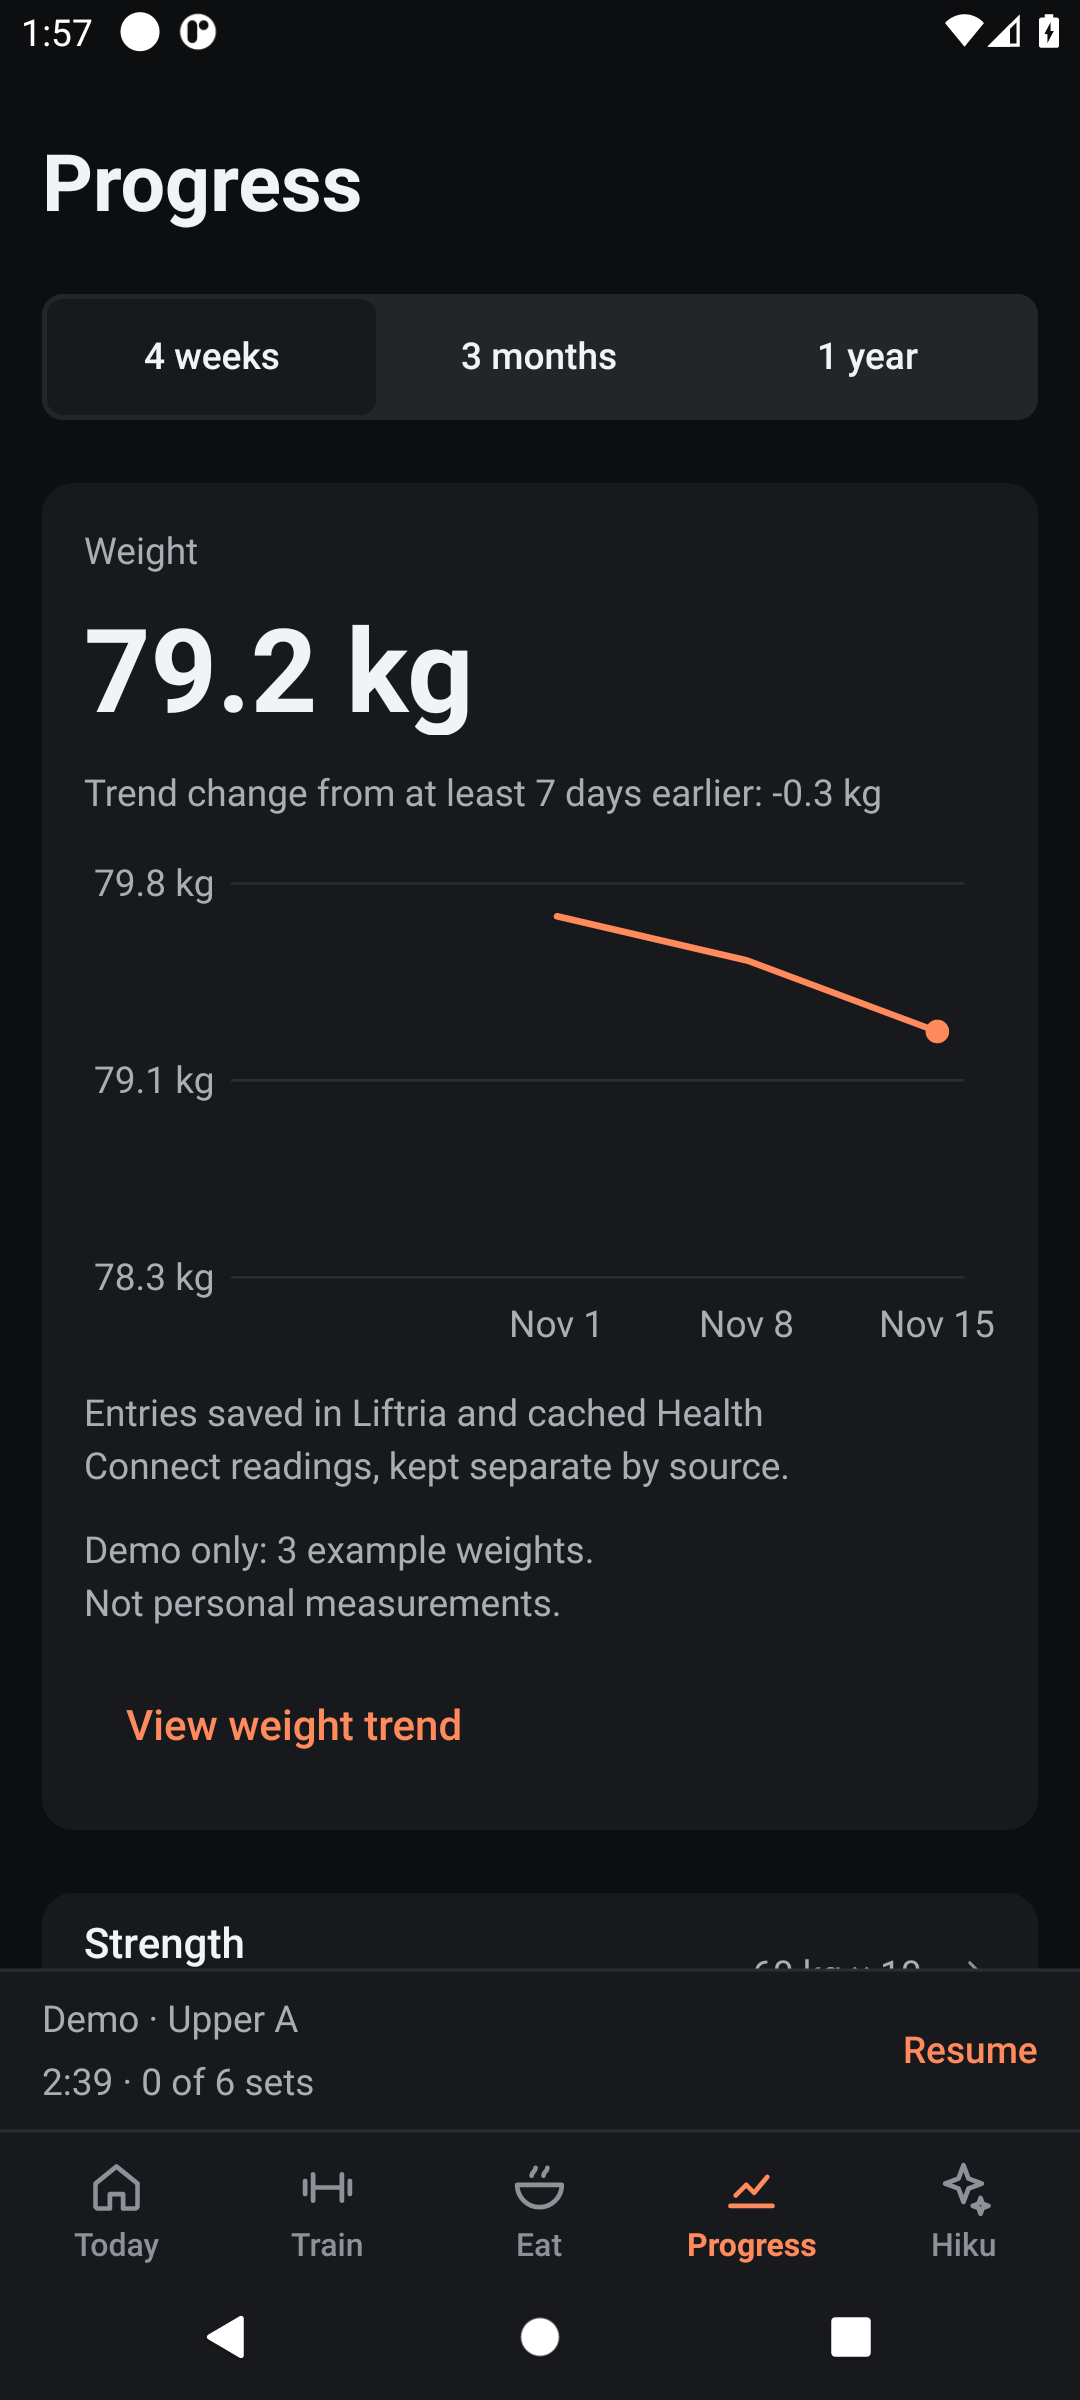 1:57
Progress
4 weeks
3 months
1 year
Weight
79.2 kg
Trend change from at least 7 days earlier: -0.3 kg
79.8 kg
79.1 kg
78.3 kg
Nov 1
Nov 8
Nov 15
Entries saved in Liftria and cached Health
Connect readings, kept separate by source.
Demo only: 3 example weights.
Not personal measurements.
View weight trend
Strength
Demo · Upper A
2:39 · 0 of 6 sets
Resume
Today
Train
Eat
Progress
Hiku